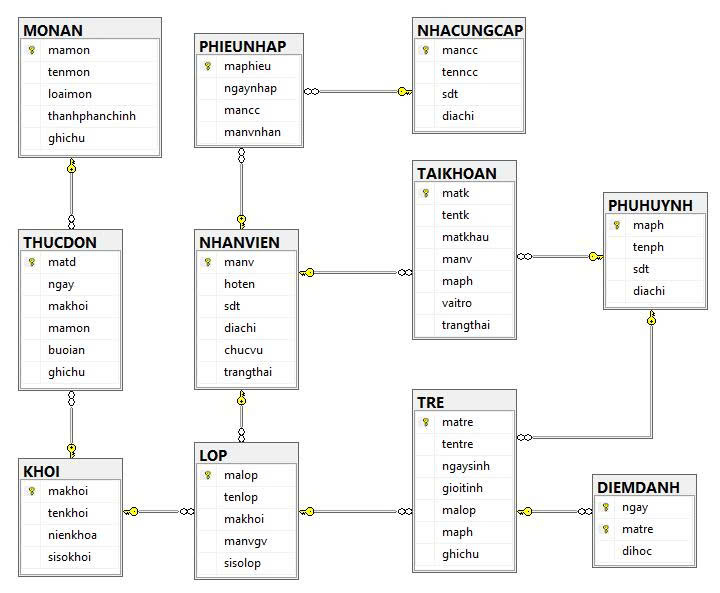 MONAN
mamon
tenmon
loaimon
thanhphanchinh
ghichu
PHIEUNHAP
maphieu
ngaynhap
mancc
manvnhan
NHACUNGCAP
mancc
tenncc
sdt
diachi
TAIKHOAN
matk
tentk
matkhau
manv
maph
vaitro
trangthai
PHUHUYNH
maph
tenph
sdt
diachi
THUCDON
matd
ngay
makhoi
mamon
buoian
ghichu
NHANVIEN
manv
hoten
sdt
diachi
chucvu
trangthai
TRE
matre
tentre
ngaysinh
gioitinh
malop
maph
ghichu
KHOI
makhoi
tenkhoi
nienkhoa
sisokhoi
LOP
malop
tenlop
makhoi
manvgv
sisolop
DIEMDANH
ngay
matre
dihoc